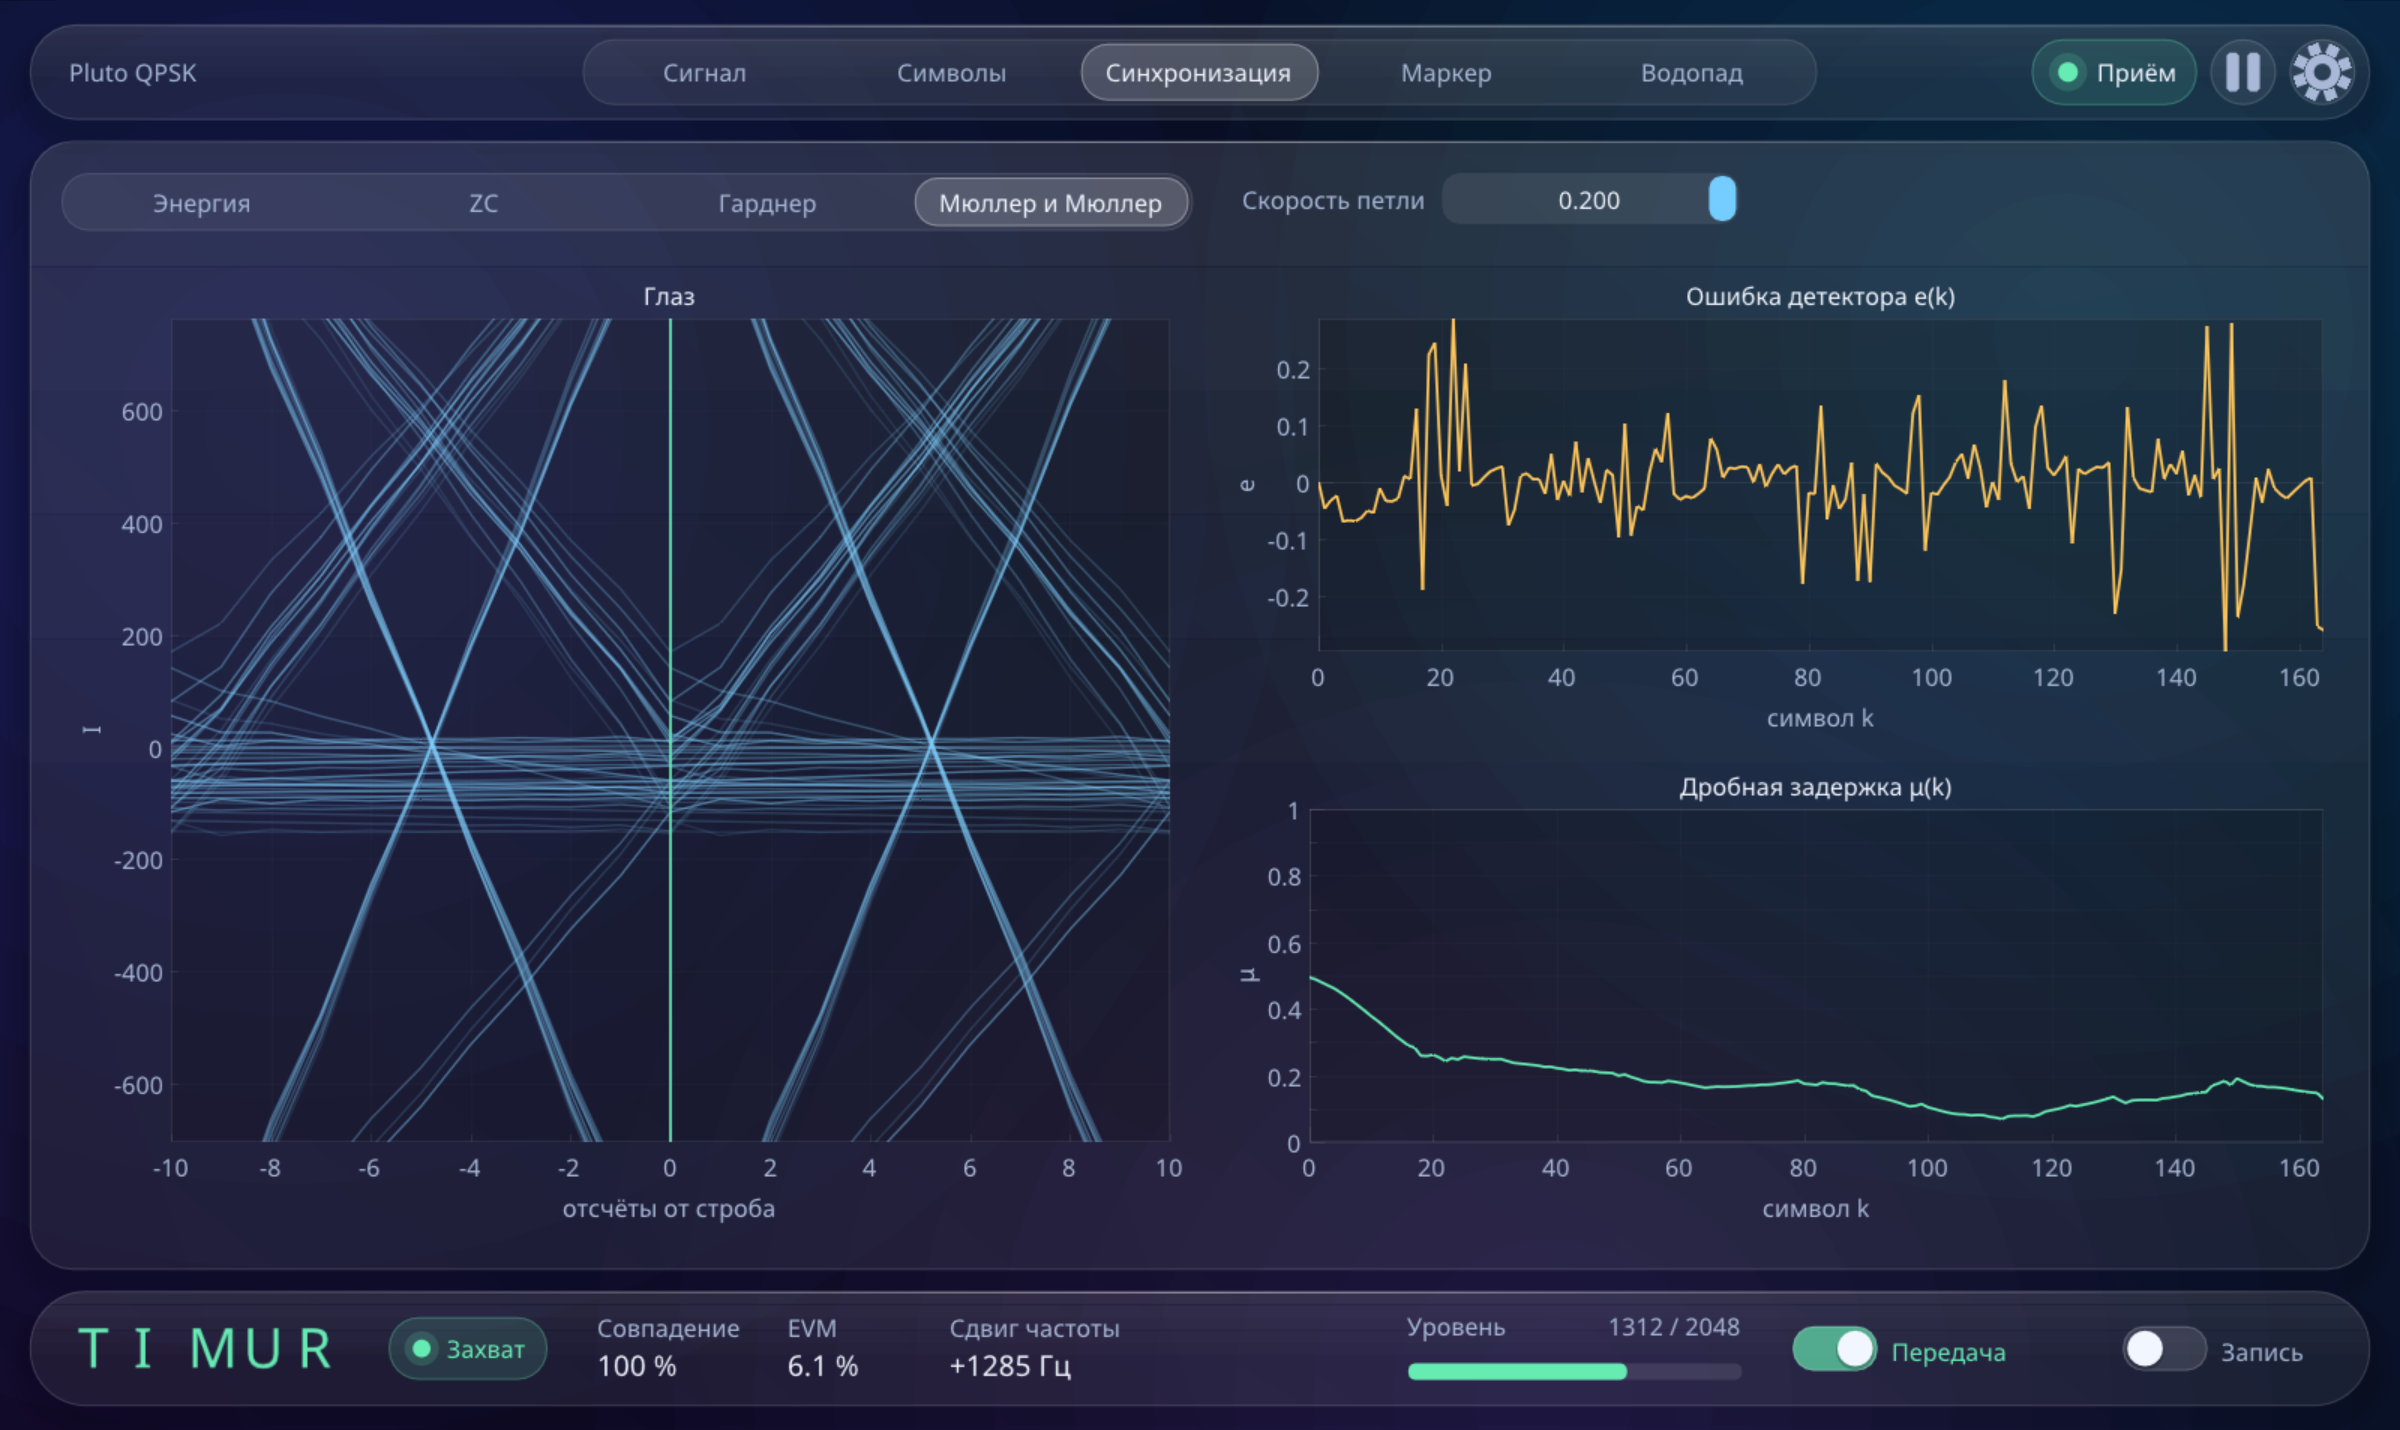 Pluto QPSK
Сигнал
Символы
Синхронизация
Маркер
Водопад
Приём
Энергия
ZC
Гарднер
Мюллер и Мюллер
Скорость петли
0.200
Глаз
600
400
200
0
-200
-400
-600
I
-10 -8 -6 -4 -2 0 2 4 6 8 10
отсчёты от строба
Ошибка детектора e(k)
0.2
0.1
0
-0.1
-0.2
e
0 20 40 60 80 100 120 140 160
символ k
Дробная задержка μ(k)
1
0.8
0.6
0.4
0.2
0
μ
0 20 40 60 80 100 120 140 160
символ k
TI MUR
Захват
Совпадение
100 %
EVM
6.1 %
Сдвиг частоты
+1285 Гц
Уровень
1312 / 2048
Передача
Запись